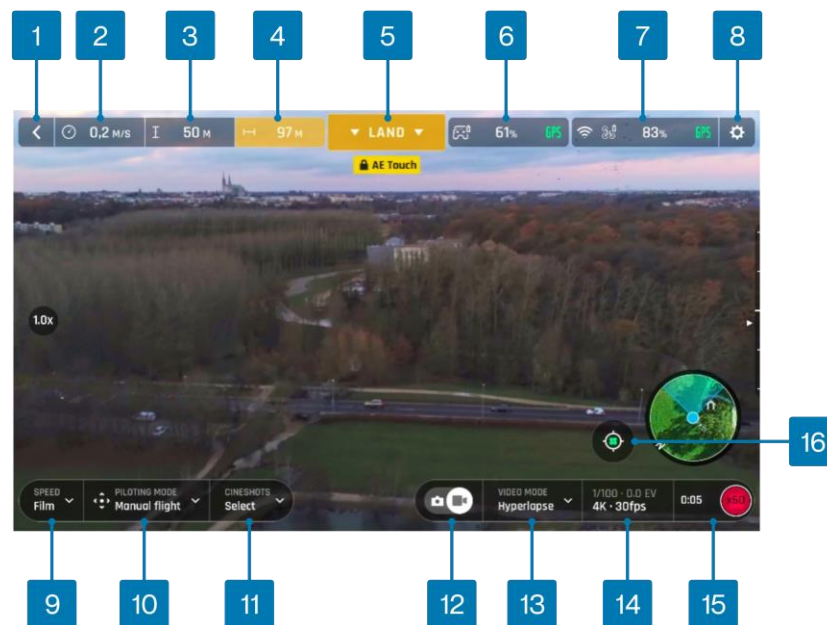 1 2 3 4 5 6 7 8
0,2 M/S 50 M 97 M LAND 61% GPS 83% GPS
AE Touch
1.0x
16
SPEED PILOTING MODE CINESHOTS VIDEO MODE 1/100 - 0.0 EV
Film Manual flight Select Hyperlapse 4K · 30fps 0:05 x50
9 10 11 12 13 14 15